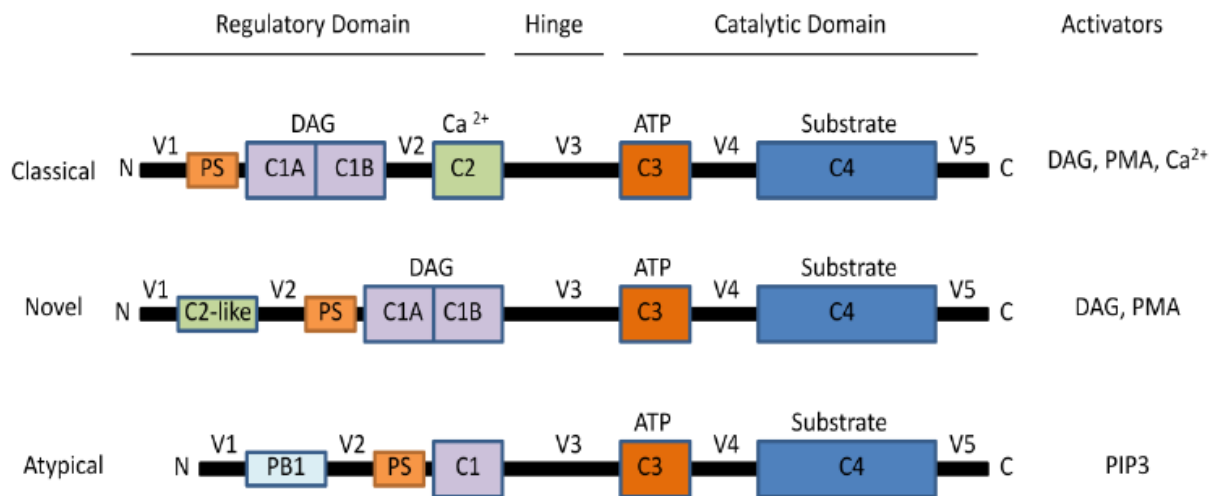 Regulatory Domain Hinge Catalytic Domain Activators
DAG Ca 2+ ATP Substrate
V1 V2 V3 V4 V5
Classical N PS C1A C1B C2 C3 C4 C DAG, PMA, Ca2+
DAG ATP Substrate
V1 V2 V3 V4 V5
Novel N C2-like PS C1A C1B C3 C4 C DAG, PMA
ATP Substrate
V1 V2 V3 V4 V5
Atypical N PB1 PS C1 C3 C4 C PIP3